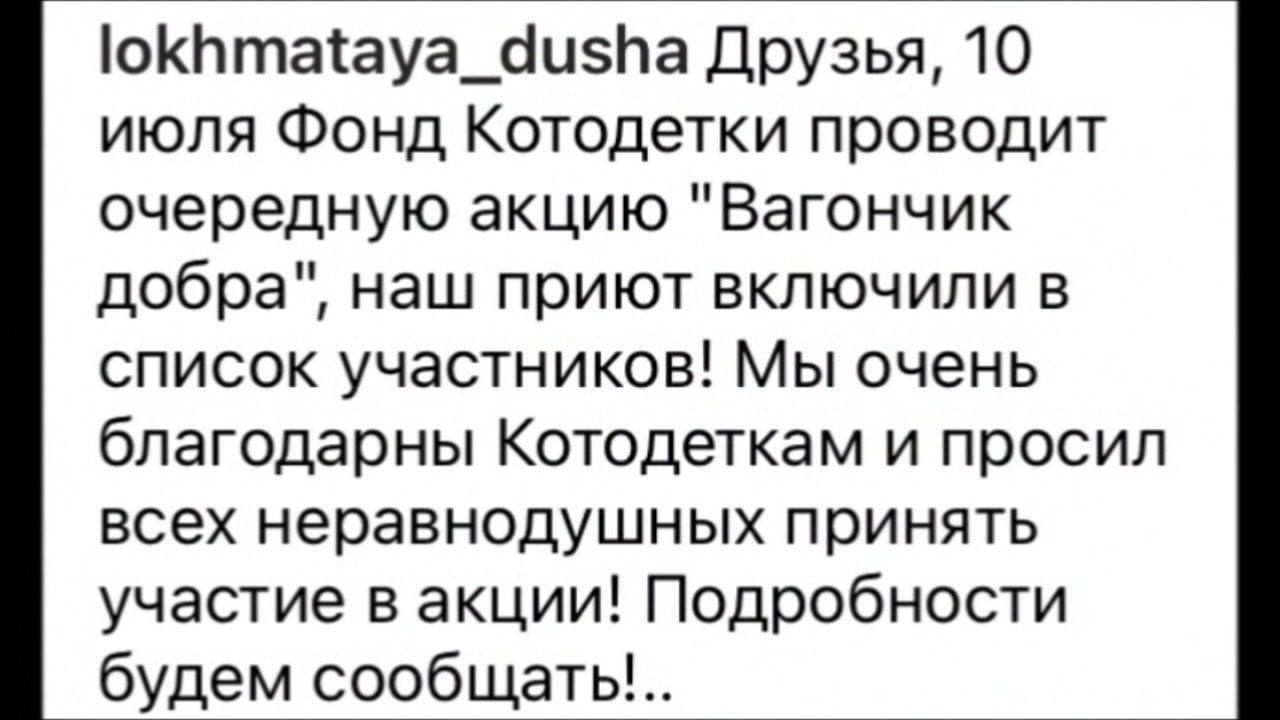 lokhmataya_dusha Друзья, 10
июля Фонд Котодетки проводит
очередную акцию "Вагончик
добра", наш приют включили в
список участников! Мы очень
благодарны Котодеткам и просил
всех неравнодушных принять
участие в акции! Подробности
будем сообщать!..